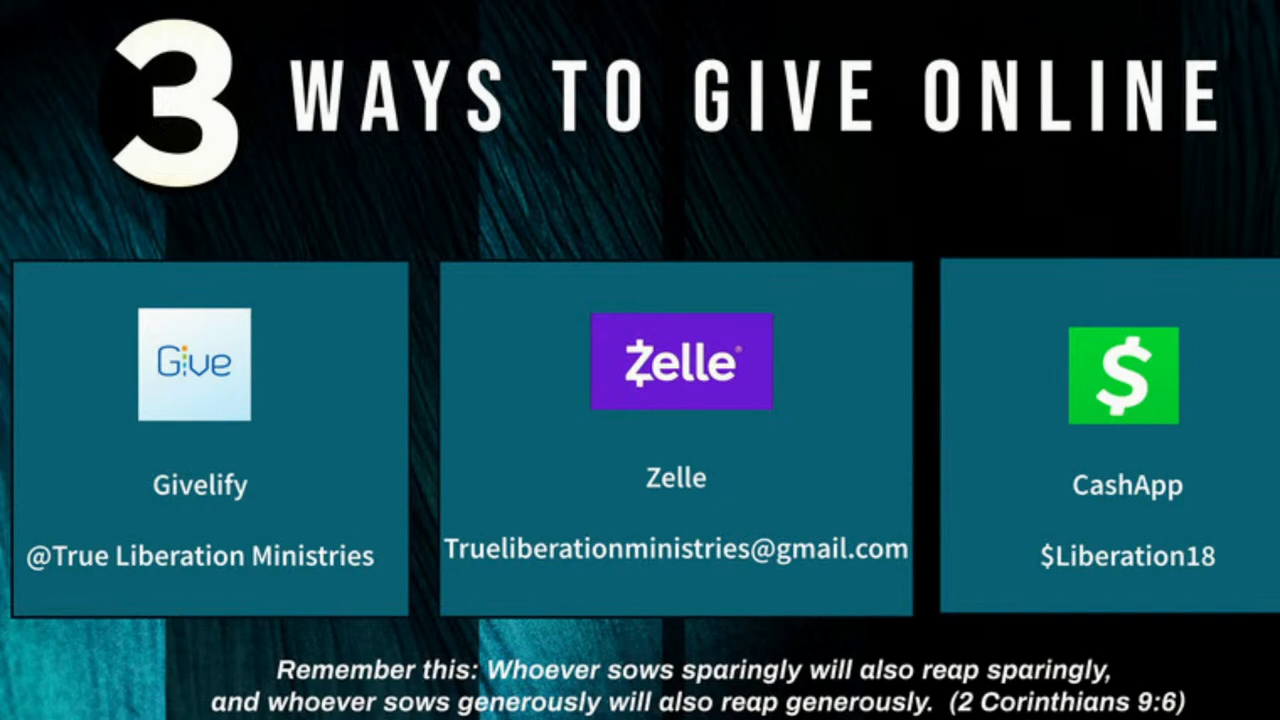 3 WAYS TO GIVE ONLINE
Give
Givelify
@True Liberation Ministries
Zelle®
Zelle
Trueliberationministries@gmail.com
$
CashApp
$Liberation18
Remember this: Whoever sows sparingly will also reap sparingly,
and whoever sows generously will also reap generously. (2 Corinthians 9:6)